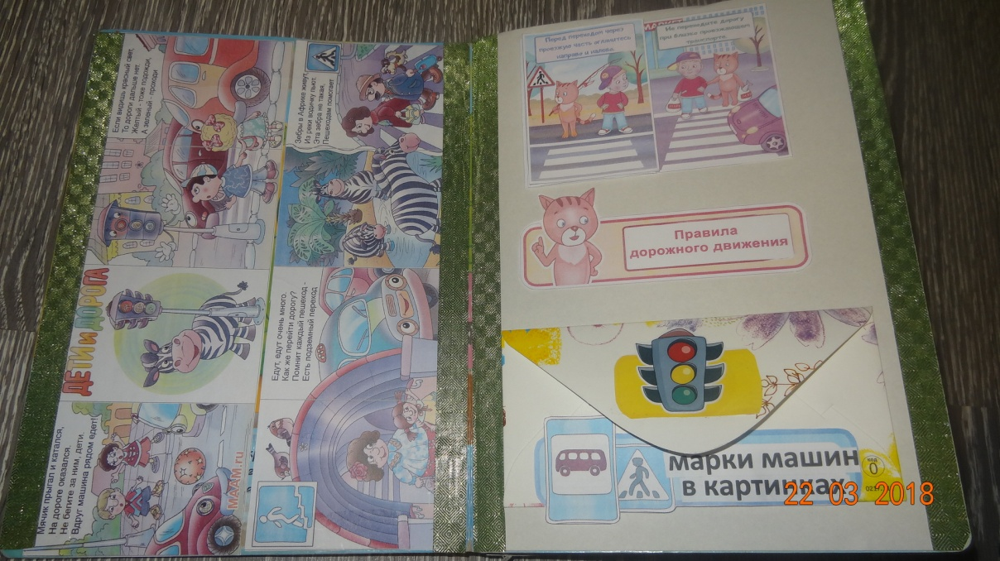 ДЕТИ И ДОРОГА
Если видишь красный свет,
То дороги дальше нет
Желтый - тоже подожди,
А зеленый - проходи
Мячик прыгал и катался,
На дороге оказался.
Не бегите за ним, дети.
Вдруг машина рядом едет!
Зебры в Африке живут,
Из реки водичку пьют.
Эта зебра не такая,
Пешеходам помогает
Едут, едут очень много.
Как же перейти дорогу?
Помнит каждый пешеход -
Есть подземный переход
MAAM.ru
Перед переходом через
проезжую часть оглянитесь
направо и налево.
Не переходите дорогу
при близко проезжающем
транспорте.
Правила
дорожного движения
марки машин
в картинках
код
0
22 03 2018